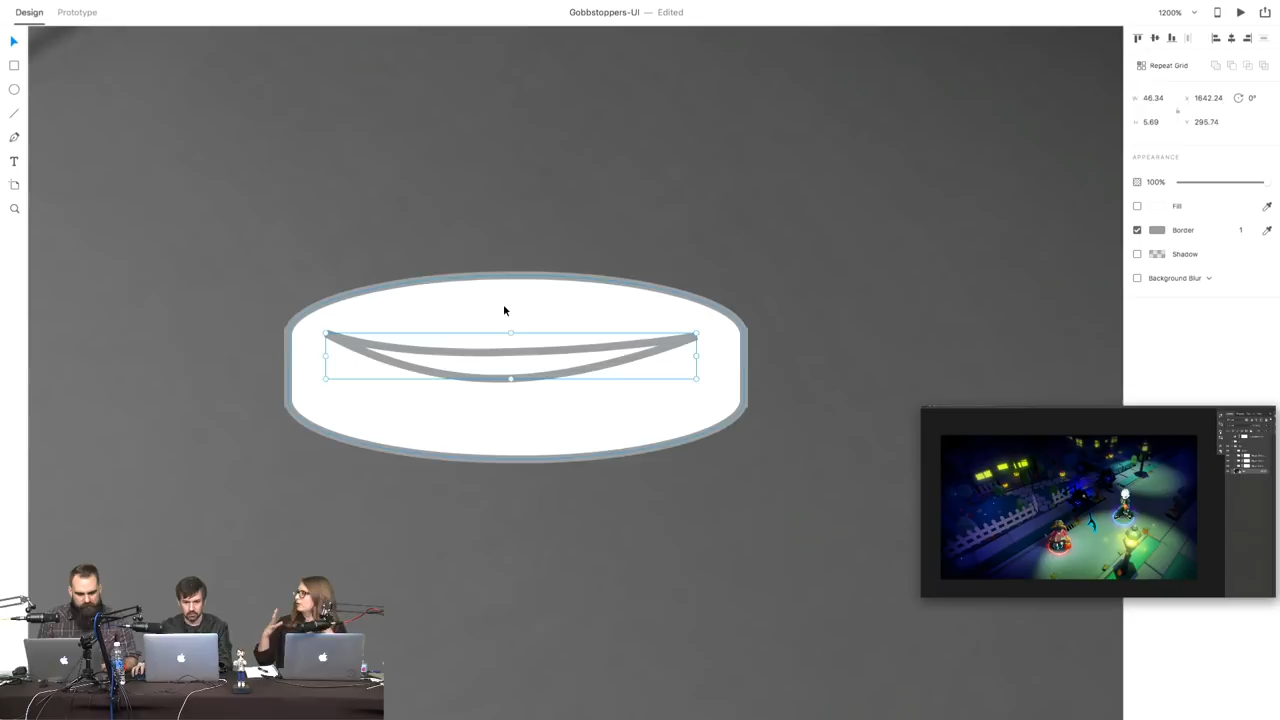 Design Prototype Gobbstoppers-UI — Edited 1200%
Repeat Grid
W 46.34 X 1642.24 0°
H 5.69 Y 295.74
APPEARANCE
100%
Fill
Border 1
Shadow
Background Blur
T